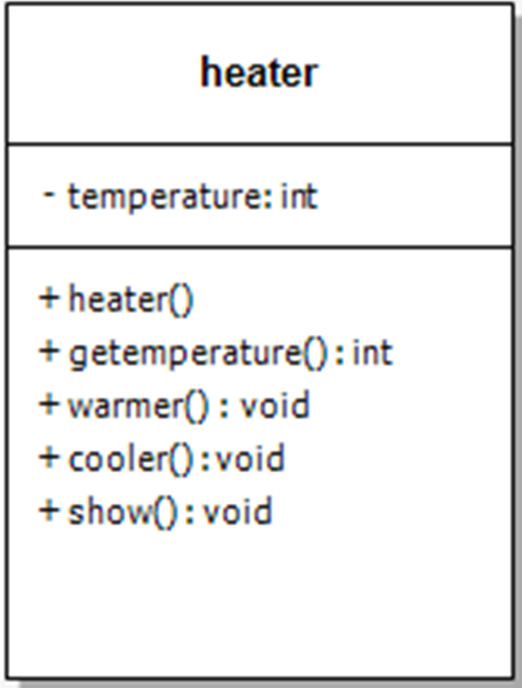 heater
- temperature: int
+ heater()
+ getemperature() : int
+ warmer() : void
+ cooler() : void
+ show() : void